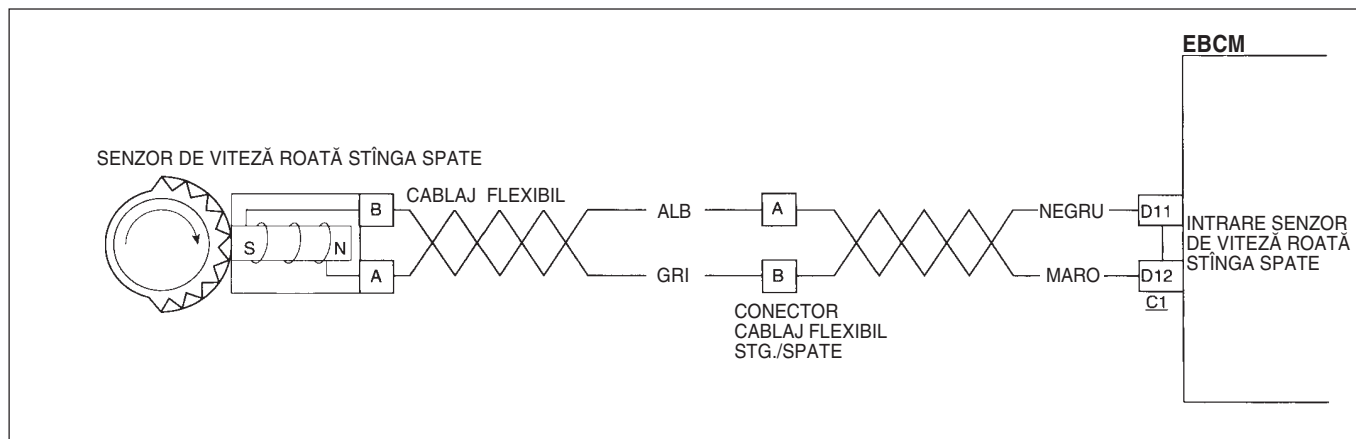 EBCM
SENZOR DE VITEZĂ ROATĂ STÎNGA SPATE
B
CABLAJ FLEXIBIL
ALB
A
NEGRU
D11
INTRARE SENZOR
DE VITEZĂ ROATĂ
STÎNGA SPATE
S
N
A
GRI
B
MARO
D12
C1
CONECTOR
CABLAJ FLEXIBIL
STG./SPATE